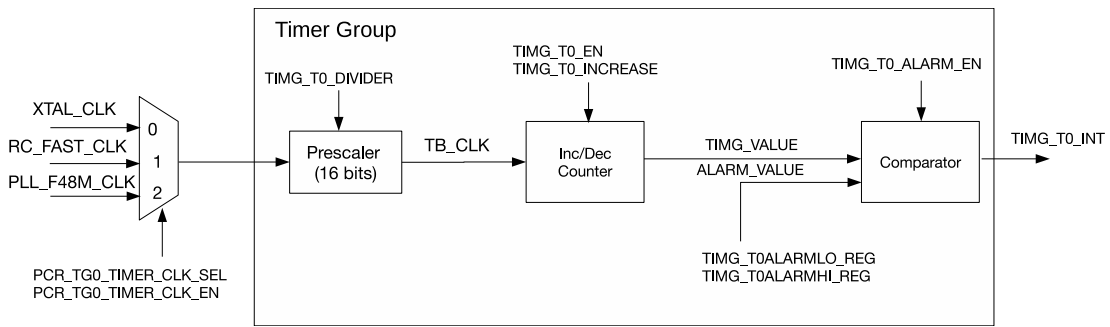 Timer Group
TIMG_T0_EN
TIMG_T0_INCREASE
TIMG_T0_DIVIDER
TIMG_T0_ALARM_EN
XTAL_CLK
0
RC_FAST_CLK
1
PLL_F48M_CLK
2
Prescaler
(16 bits)
TB_CLK
Inc/Dec
Counter
TIMG_VALUE
ALARM_VALUE
Comparator
TIMG_T0_INT
PCR_TG0_TIMER_CLK_SEL
PCR_TG0_TIMER_CLK_EN
TIMG_T0ALARMLO_REG
TIMG_T0ALARMHI_REG